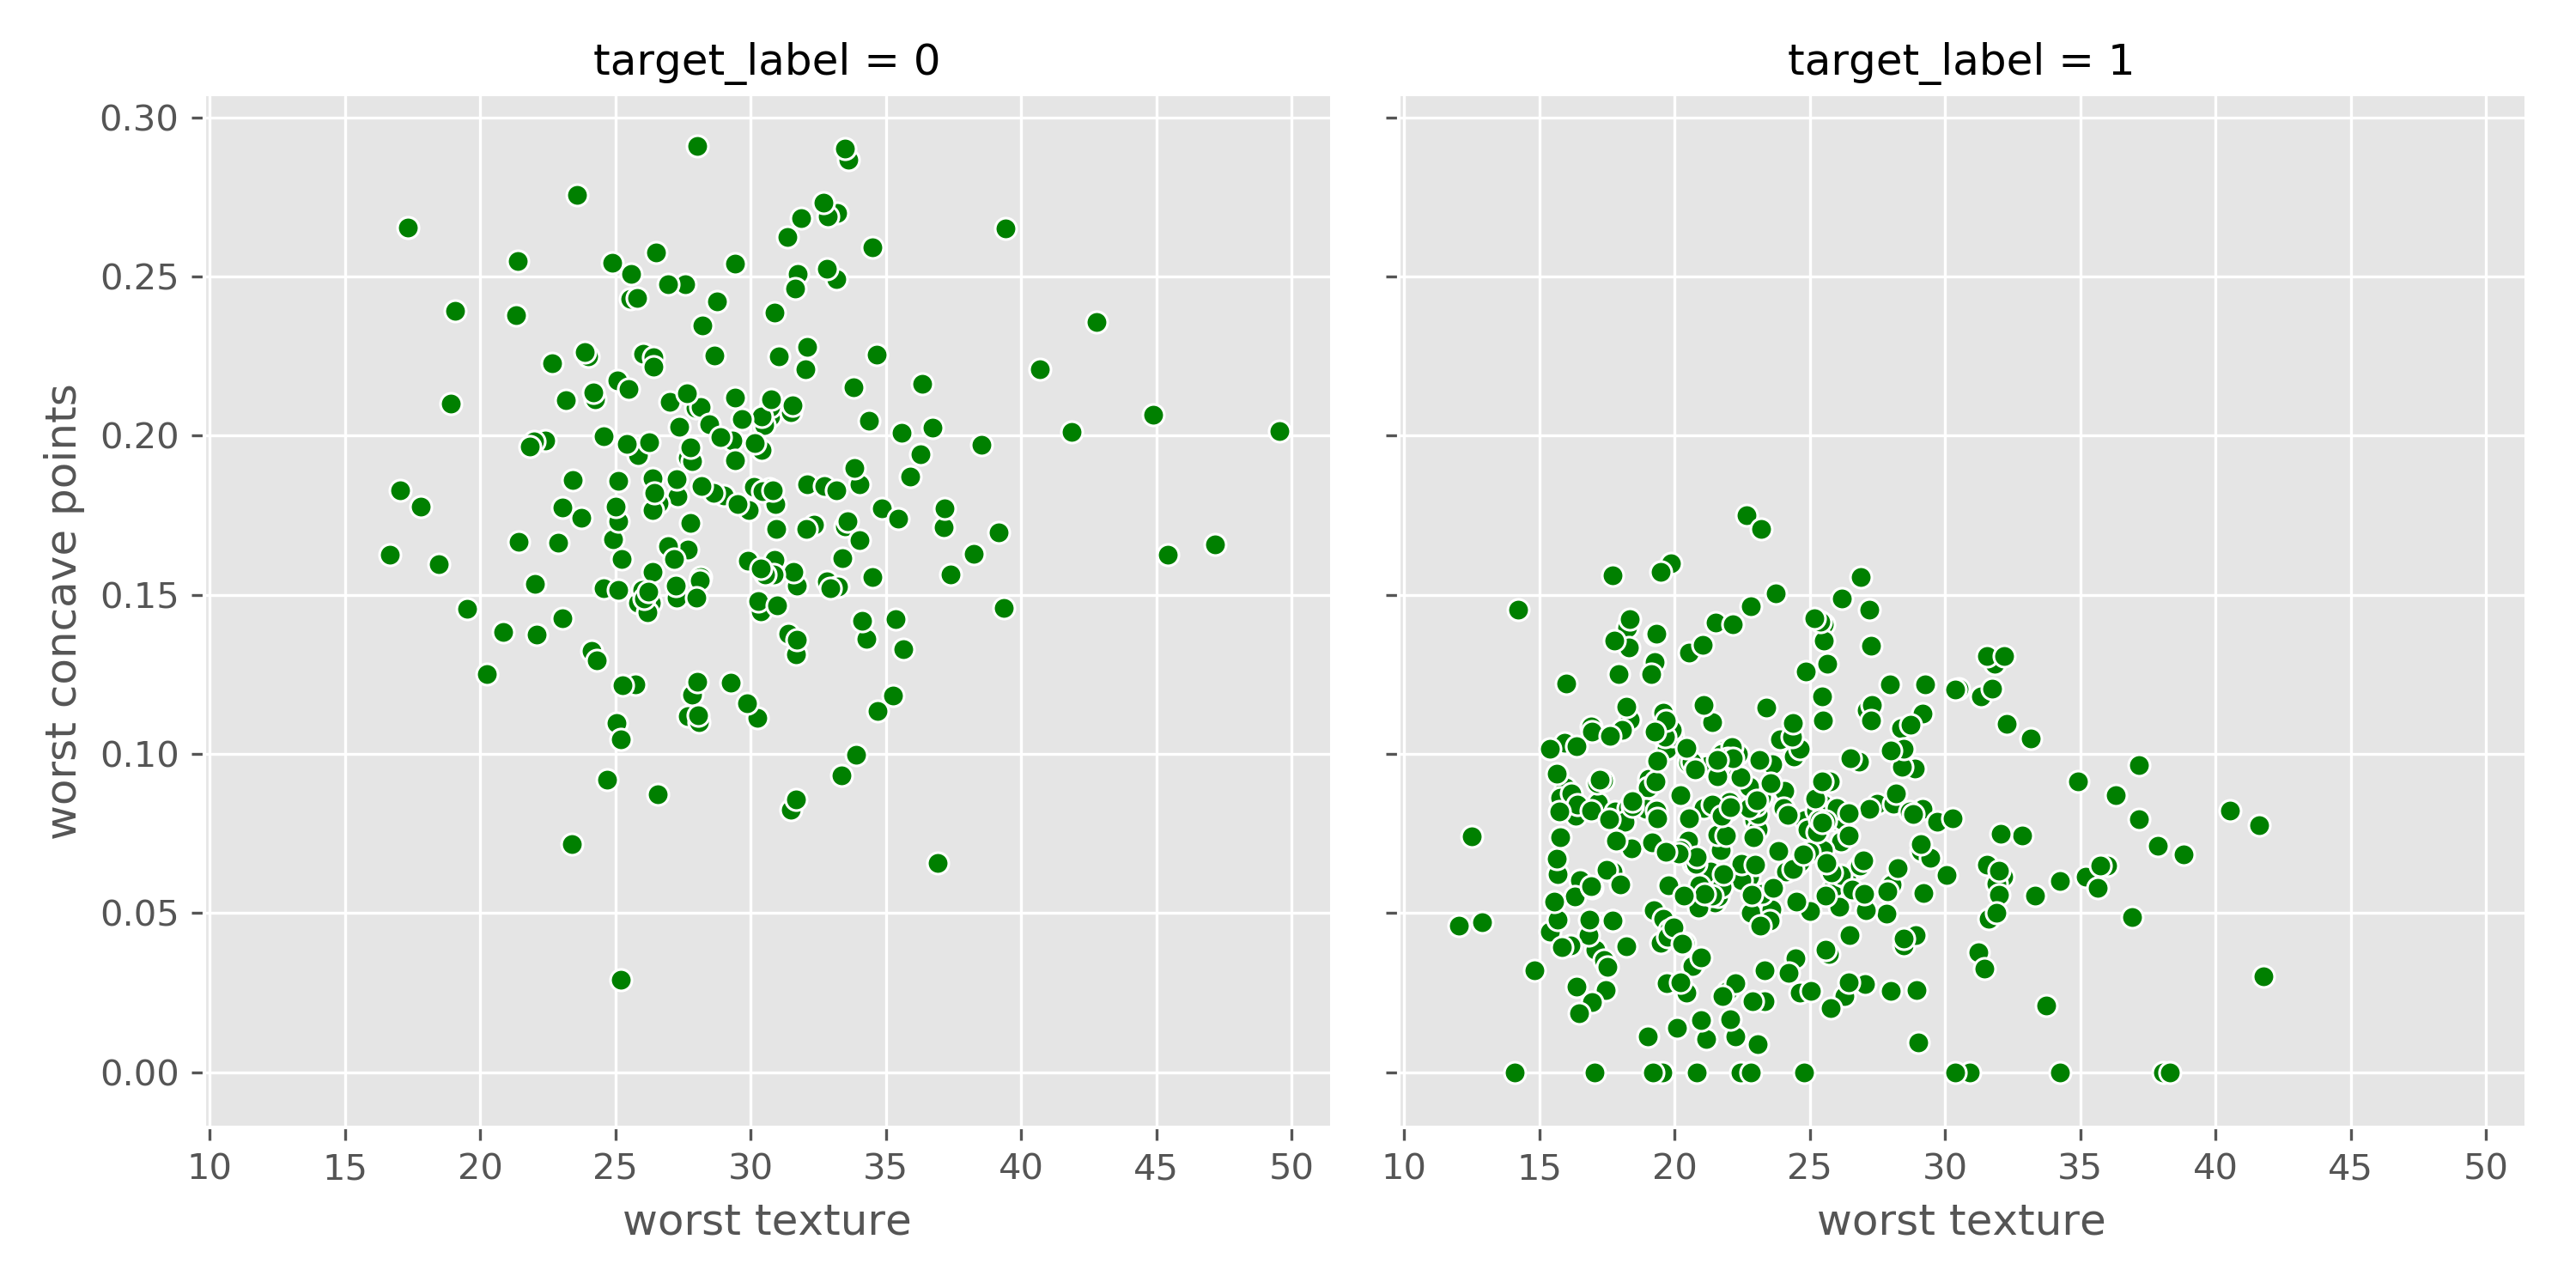 target_label = 0
target_label = 1
0.30
0.25
0.20
0.15
0.10
0.05
0.00
worst concave points
10 15 20 25 30 35 40 45 50
10 15 20 25 30 35 40 45 50
worst texture
worst texture